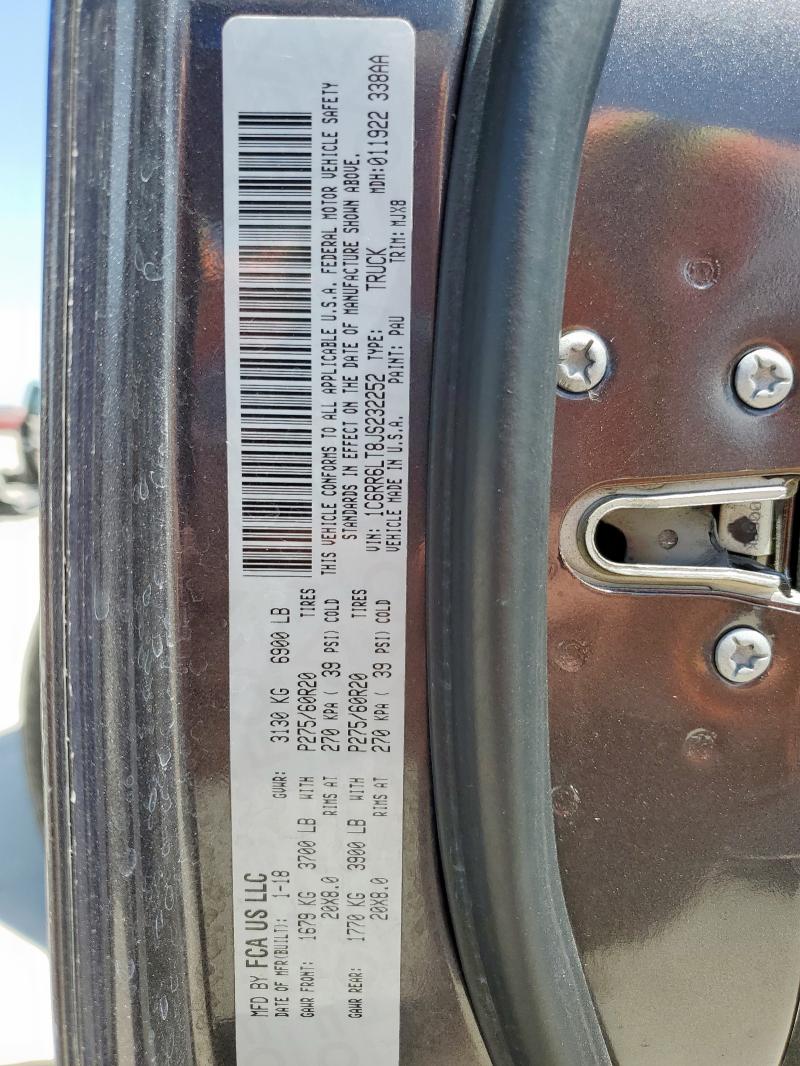 MFD BY FCA US LLC
DATE OF MFR(BUILT): 1-18 GVWR: 3130 KG 6900 LB
GAWR FRONT: 1679 KG 3700 LB WITH P275/60R20 TIRES
20X8.0 RIMS AT 270 KPA ( 39 PSI) COLD
GAWR REAR: 1770 KG 3900 LB WITH P275/60R20 TIRES
20X8.0 RIMS AT 270 KPA ( 39 PSI) COLD
THIS VEHICLE CONFORMS TO ALL APPLICABLE U.S.A. FEDERAL MOTOR VEHICLE SAFETY
STANDARDS IN EFFECT ON THE DATE OF MANUFACTURE SHOWN ABOVE.
VIN: 1C6RR6LT8JS232252 TYPE: TRUCK MDH:011922 338AA
VEHICLE MADE IN U.S.A. PAINT: PAU TRIM: MJX8